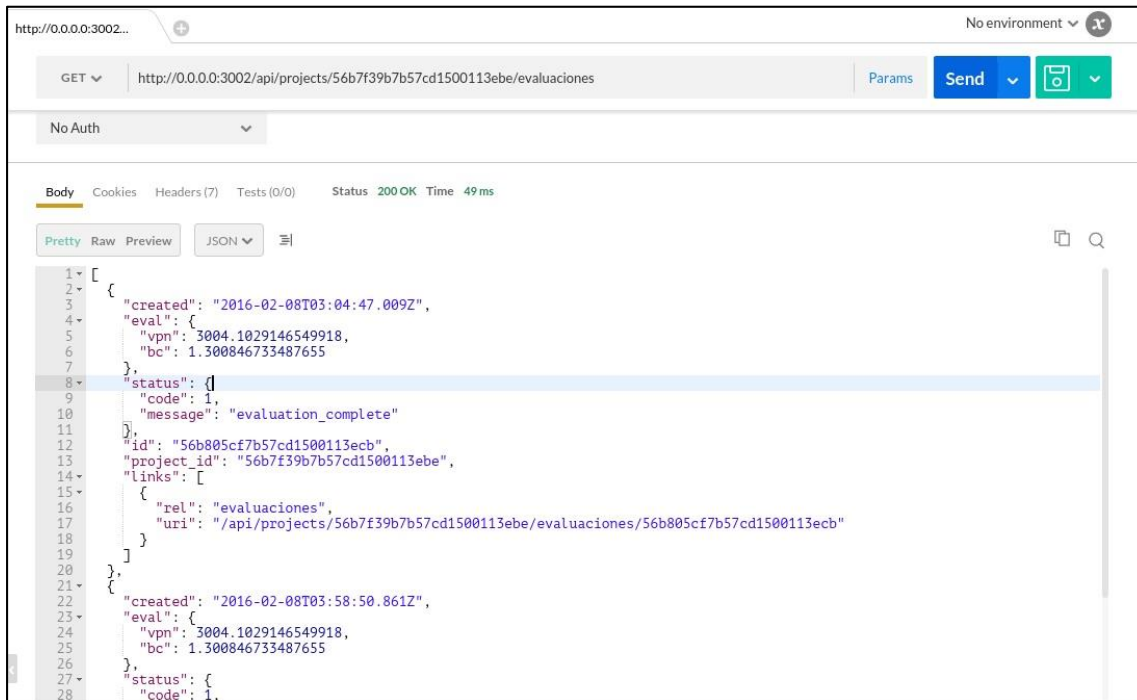 http://0.0.0.0:3002...
No environment
x
GET http://0.0.0.0:3002/api/projects/56b7f39b7b57cd1500113ebe/evaluaciones Params Send
No Auth
Body Cookies Headers (7) Tests (0/0) Status 200 OK Time 49 ms
Pretty Raw Preview JSON
1 [
2 {
3 "created": "2016-02-08T03:04:47.009Z",
4 "eval": {
5 "vpn": 3004.1029146549918,
6 "bc": 1.300846733487655
7 },
8 "status": {
9 "code": 1,
10 "message": "evaluation_complete"
11 },
12 "id": "56b805cf7b57cd1500113ecb",
13 "project_id": "56b7f39b7b57cd1500113ebe",
14 "links": [
15 {
16 "rel": "evaluaciones",
17 "uri": "/api/projects/56b7f39b7b57cd1500113ebe/evaluaciones/56b805cf7b57cd1500113ecb"
18 }
19 ]
20 },
21 {
22 "created": "2016-02-08T03:58:50.861Z",
23 "eval": {
24 "vpn": 3004.1029146549918,
25 "bc": 1.300846733487655
26 },
27 "status": {
28 "code": 1,